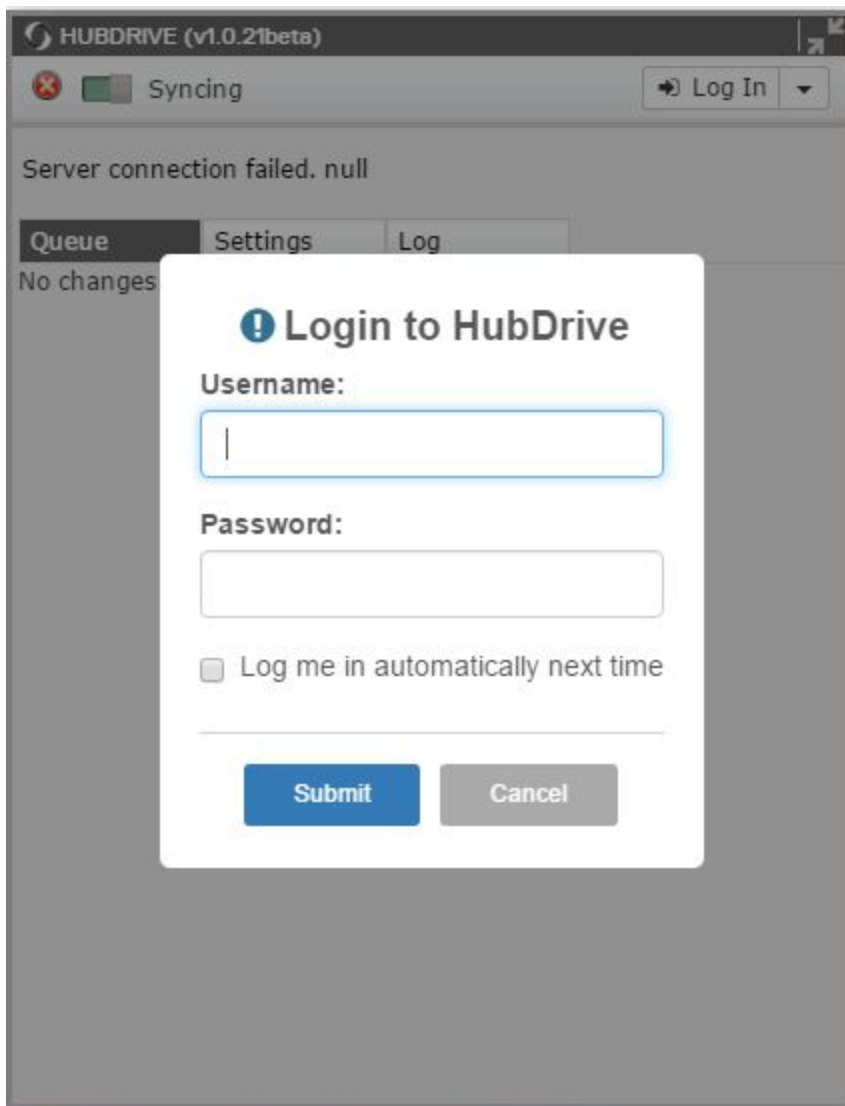 HUBDRIVE (v1.0.21beta)
Syncing
Log In
Server connection failed. null
Queue Settings Log
No changes
Login to HubDrive
Username:
Password:
Log me in automatically next time
Submit Cancel